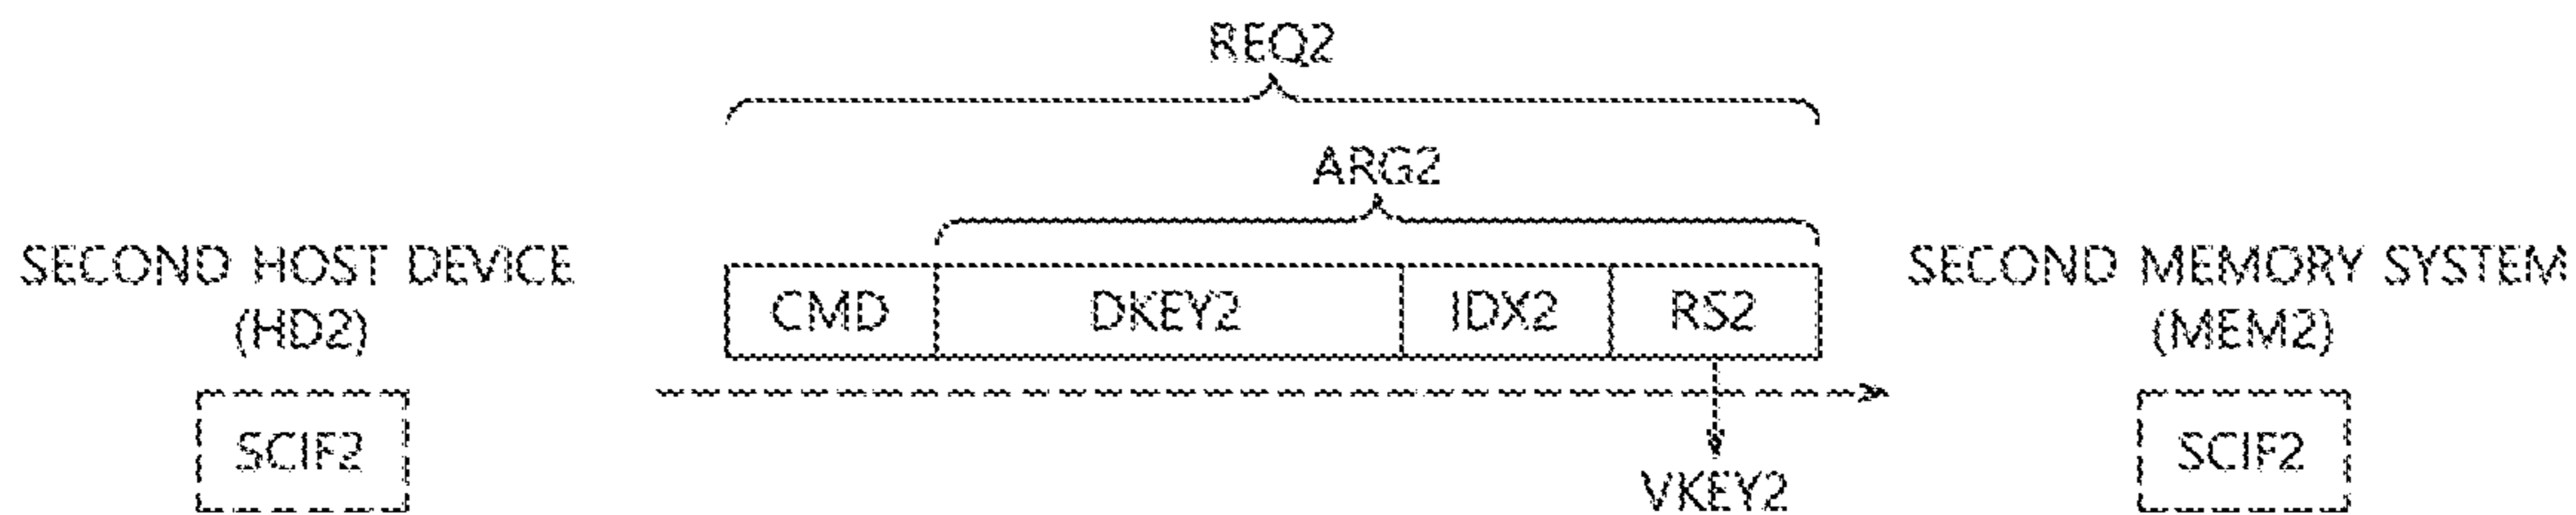 REQ2
ARG2
SECOND HOST DEVICE
(HD2)
CMD DKEY2 IDX2 RS2
SECOND MEMORY SYSTEM
(MEM2)
SCIF2
VKEY2
SCIF2